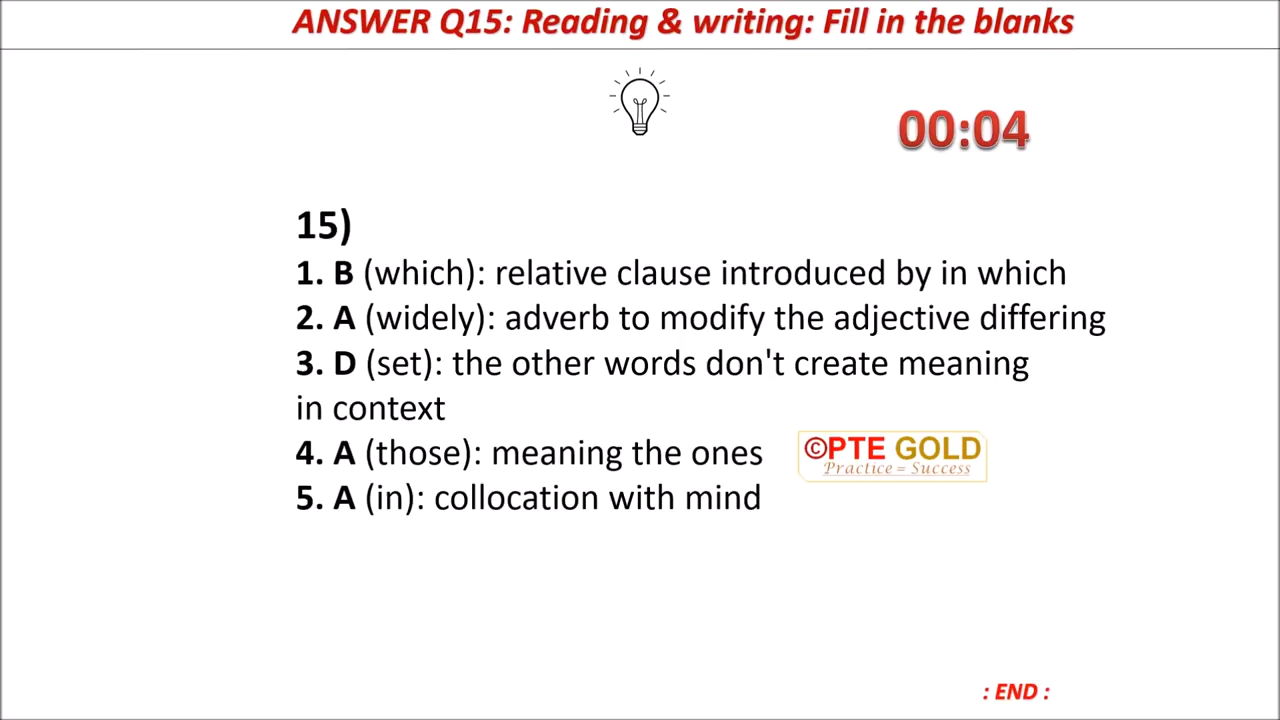 ANSWER Q15: Reading & writing: Fill in the blanks
00:04
15)
1. B (which): relative clause introduced by in which
2. A (widely): adverb to modify the adjective differing
3. D (set): the other words don't create meaning
in context
4. A (those): meaning the ones
©PTE GOLD
Practice = Success
5. A (in): collocation with mind
: END :